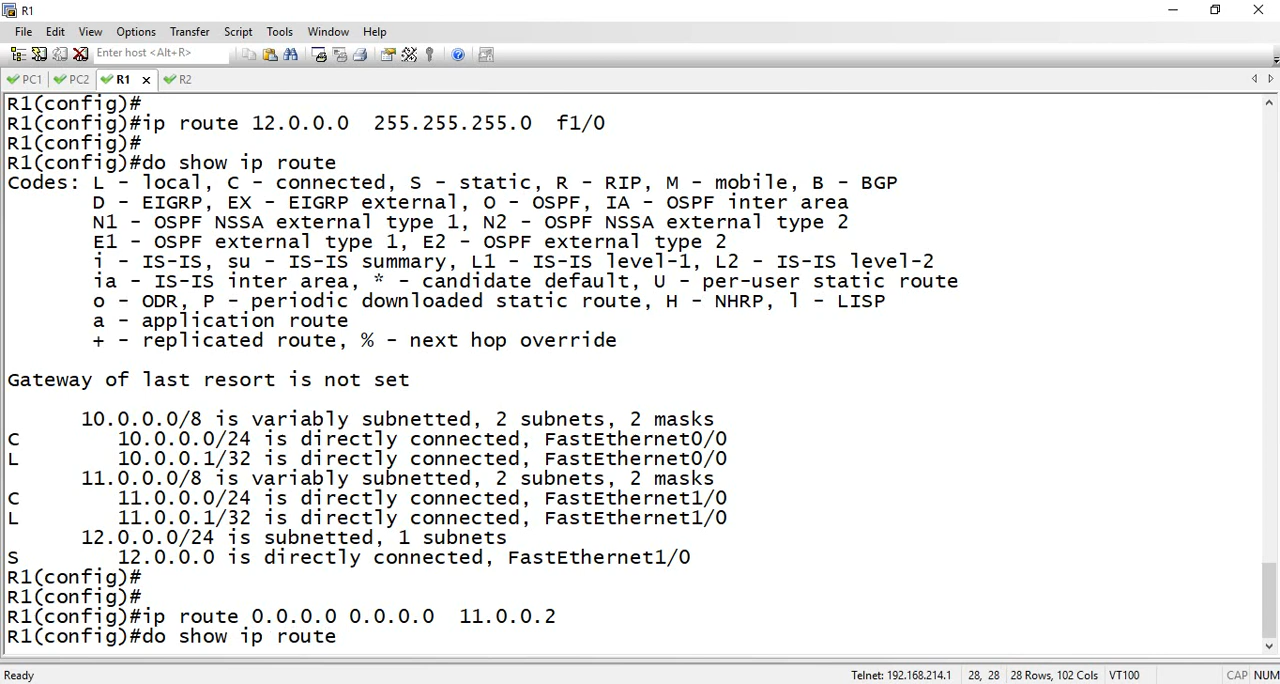 R1
File Edit View Options Transfer Script Tools Window Help
Enter host <Alt+R>
PC1 PC2 R1 R2
R1(config)#
R1(config)#ip route 12.0.0.0  255.255.255.0  f1/0
R1(config)#
R1(config)#do show ip route
Codes: L - local, C - connected, S - static, R - RIP, M - mobile, B - BGP
       D - EIGRP, EX - EIGRP external, O - OSPF, IA - OSPF inter area
       N1 - OSPF NSSA external type 1, N2 - OSPF NSSA external type 2
       E1 - OSPF external type 1, E2 - OSPF external type 2
       i - IS-IS, su - IS-IS summary, L1 - IS-IS level-1, L2 - IS-IS level-2
       ia - IS-IS inter area, * - candidate default, U - per-user static route
       o - ODR, P - periodic downloaded static route, H - NHRP, l - LISP
       a - application route
       + - replicated route, % - next hop override
Gateway of last resort is not set
      10.0.0.0/8 is variably subnetted, 2 subnets, 2 masks
C        10.0.0.0/24 is directly connected, FastEthernet0/0
L        10.0.0.1/32 is directly connected, FastEthernet0/0
      11.0.0.0/8 is variably subnetted, 2 subnets, 2 masks
C        11.0.0.0/24 is directly connected, FastEthernet1/0
L        11.0.0.1/32 is directly connected, FastEthernet1/0
      12.0.0.0/24 is subnetted, 1 subnets
S        12.0.0.0 is directly connected, FastEthernet1/0
R1(config)#
R1(config)#
R1(config)#ip route 0.0.0.0 0.0.0.0  11.0.0.2
R1(config)#do show ip route
Ready Telnet: 192.168.214.1 28, 28 28 Rows, 102 Cols VT100 CAP NUM